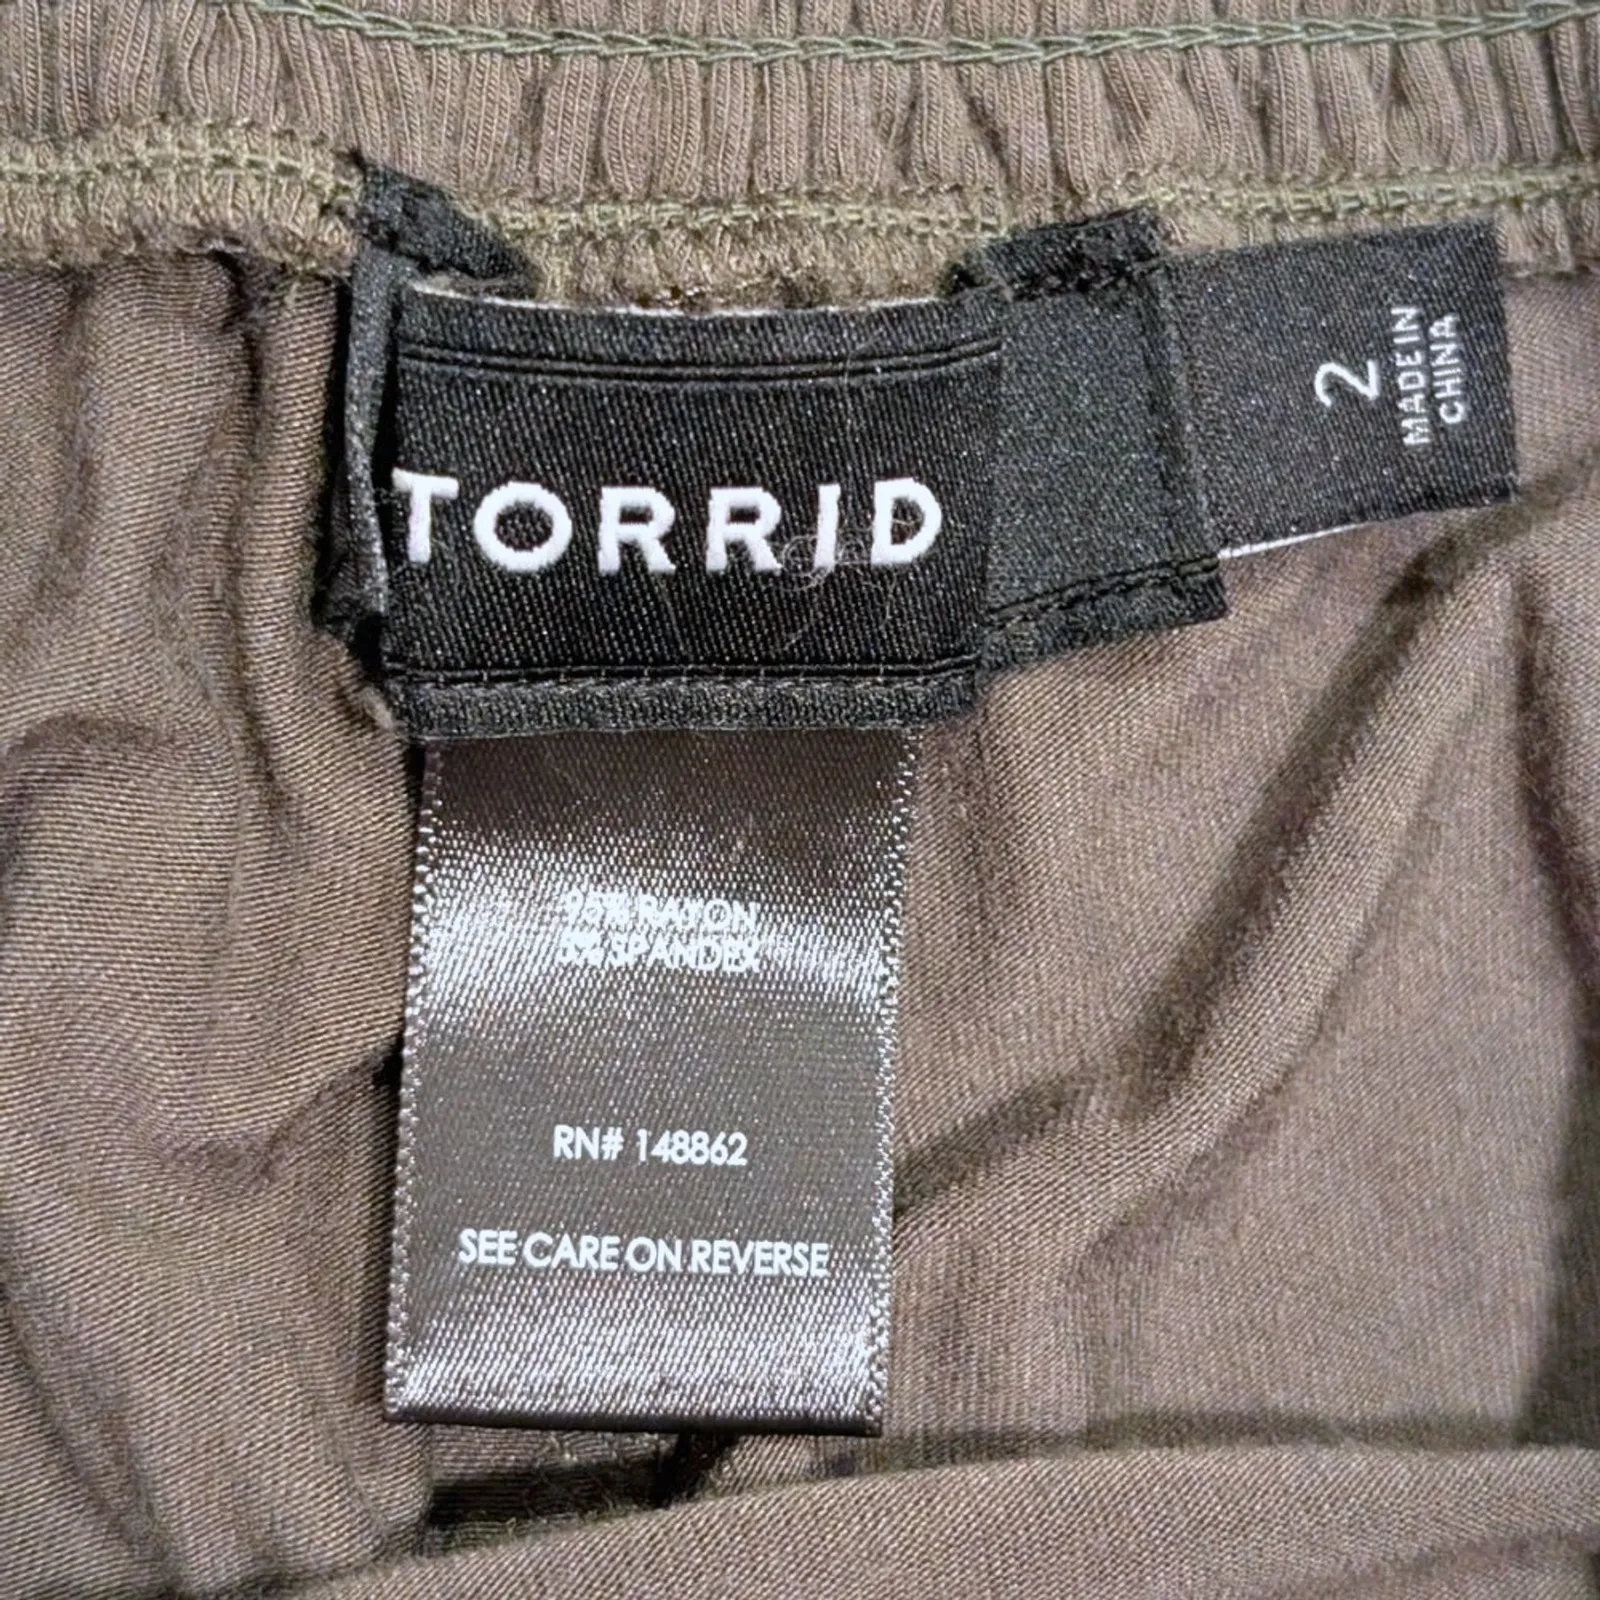 TORRID
2
MADE IN
CHINA
95% RAYON
5% SPANDEX
RN# 148862
SEE CARE ON REVERSE